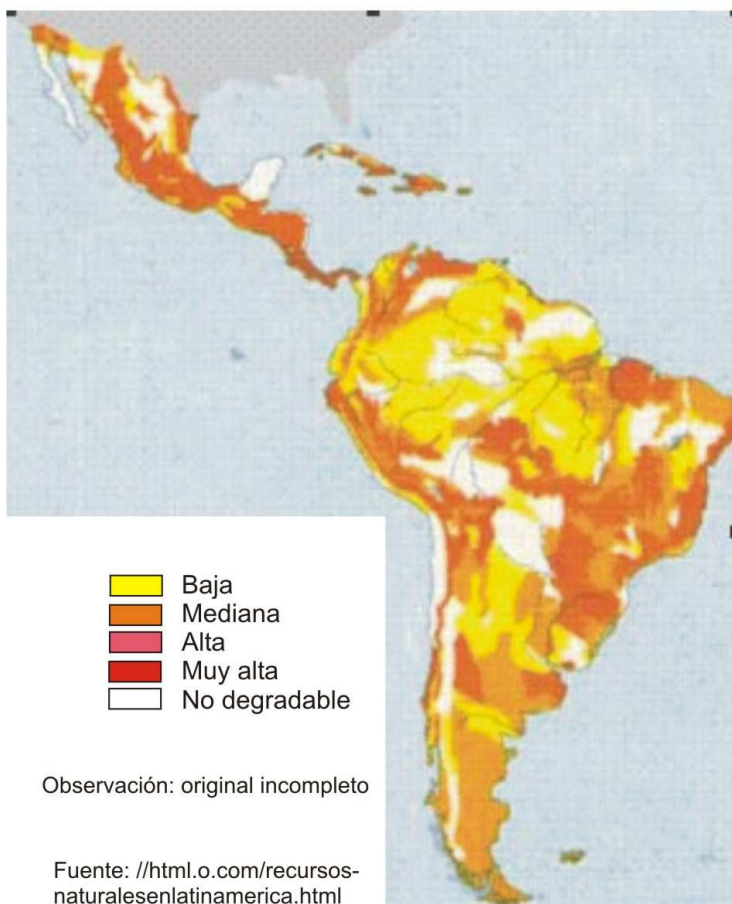 Baja
Mediana
Alta
Muy alta
No degradable
Observación: original incompleto
Fuente: //html.o.com/recursos-
naturalesenlatinamerica.html